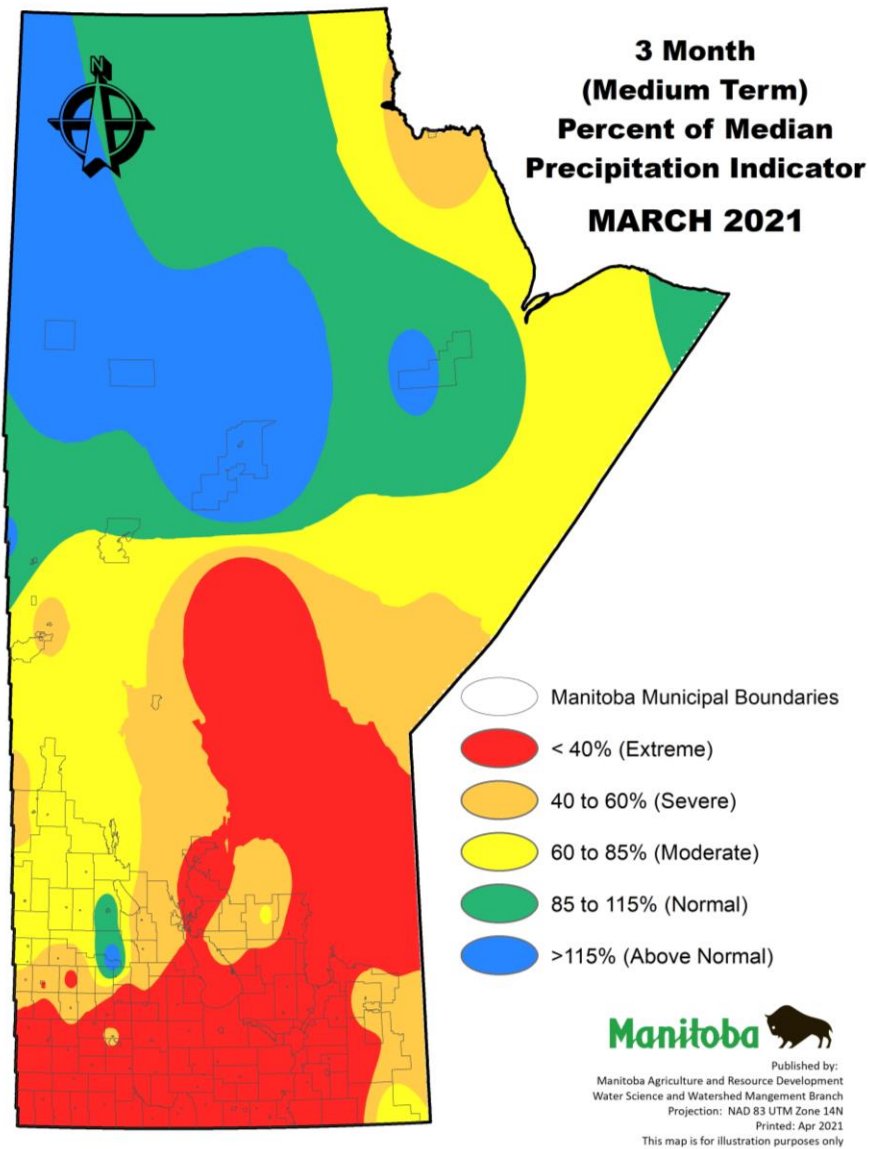 3 Month
(Medium Term)
Percent of Median
Precipitation Indicator
MARCH 2021
N
Manitoba Municipal Boundaries
< 40% (Extreme)
40 to 60% (Severe)
60 to 85% (Moderate)
85 to 115% (Normal)
>115% (Above Normal)
Manitoba
Published by:
Manitoba Agriculture and Resource Development
Water Science and Watershed Mangement Branch
Projection: NAD 83 UTM Zone 14N
Printed: Apr 2021
This map is for illustration purposes only